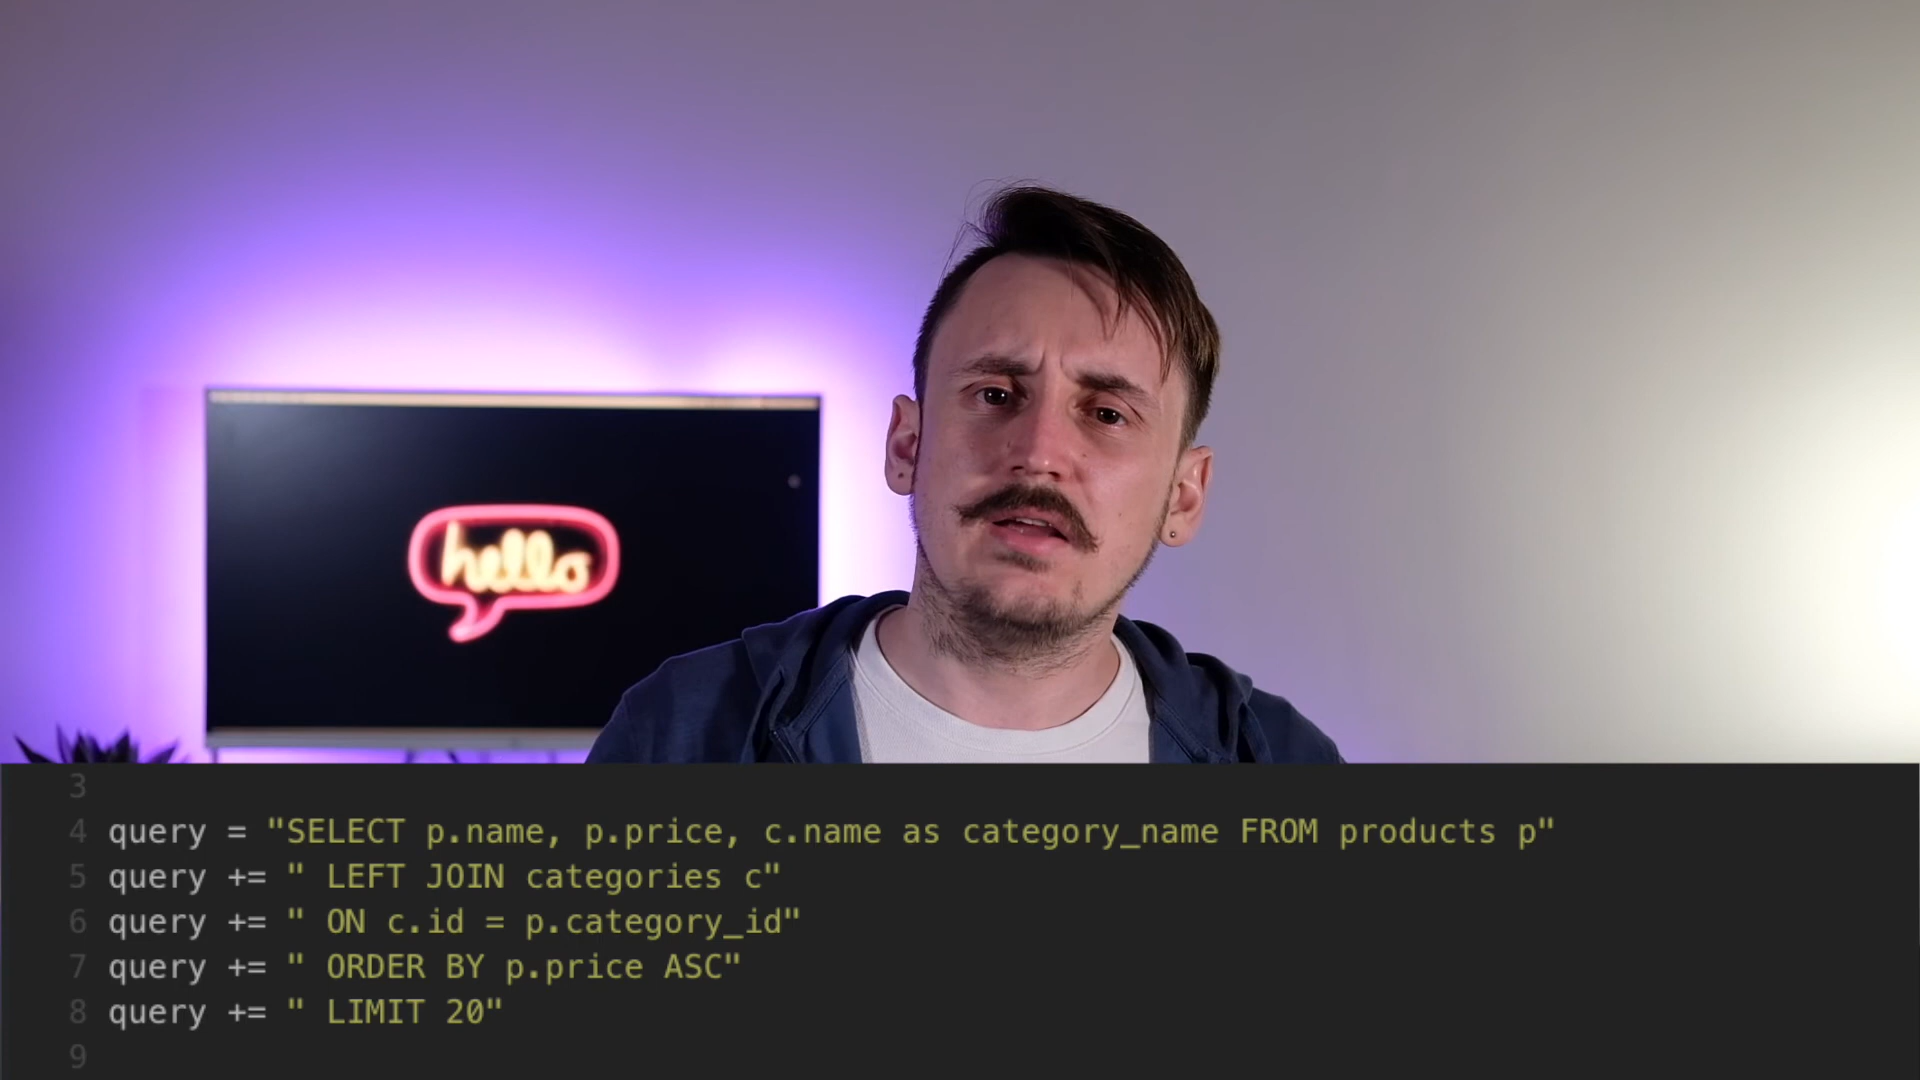 hello
3
4 query = "SELECT p.name, p.price, c.name as category_name FROM products p"
5 query += " LEFT JOIN categories c"
6 query += " ON c.id = p.category_id"
7 query += " ORDER BY p.price ASC"
8 query += " LIMIT 20"
9